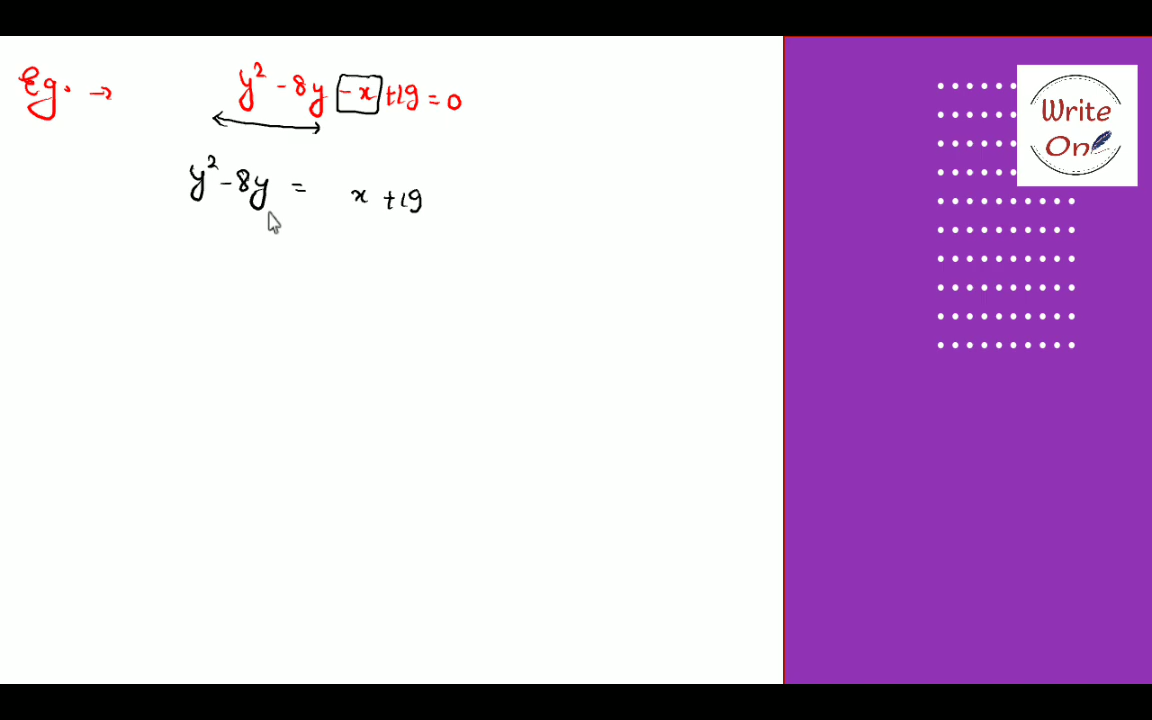 Eg. → y² - 8y - x + 19 = 0
y² - 8y = x + 19
Write
On